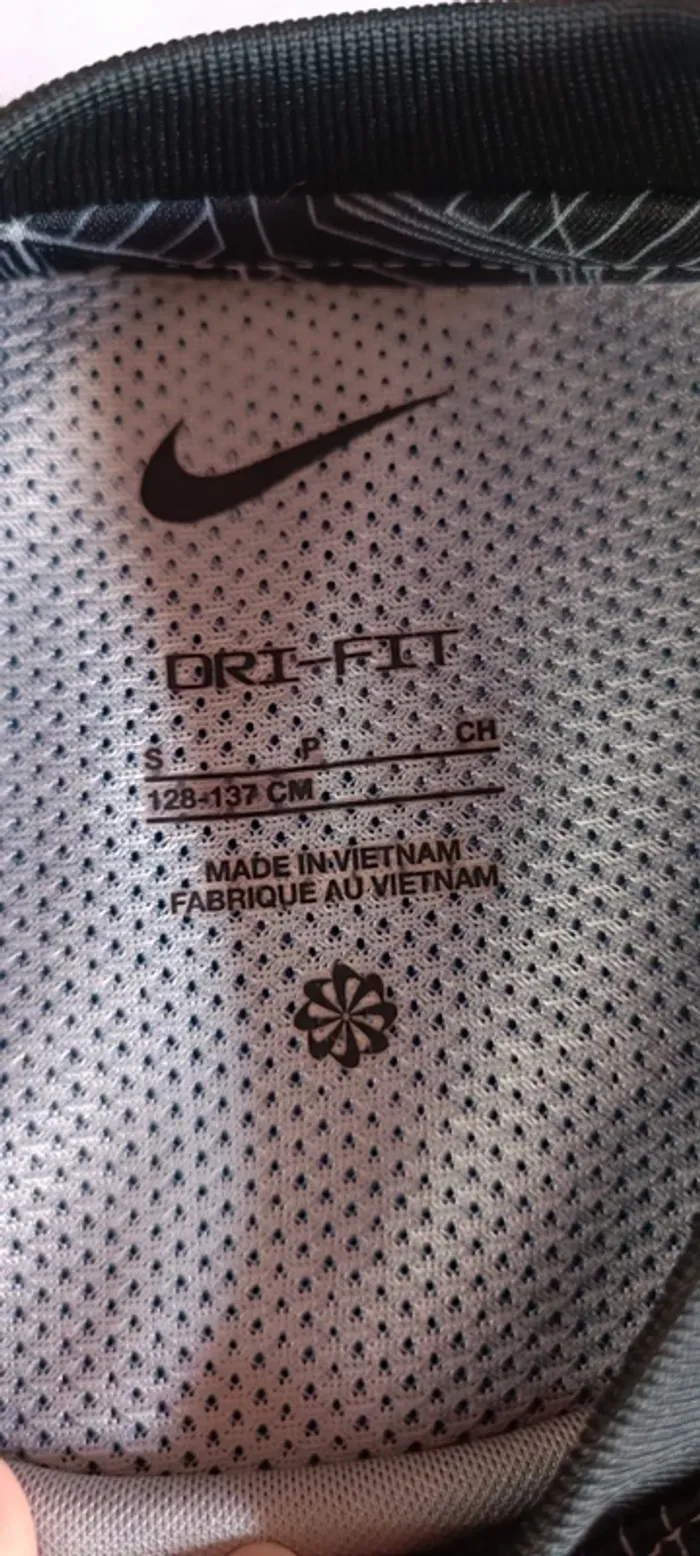 DRI-FIT
S P CH
128-137 CM
MADE IN VIETNAM
FABRIQUE AU VIETNAM